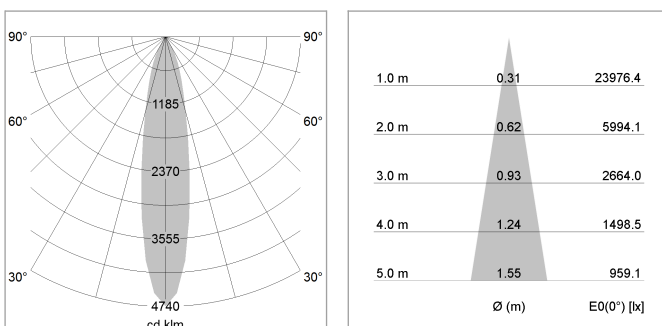 90° 90°
1185
60° 60°
2370
3555
30° 30°
4740
cd klm
1.0 m 0.31 23976.4
2.0 m 0.62 5994.1
3.0 m 0.93 2664.0
4.0 m 1.24 1498.5
5.0 m 1.55 959.1
Ø (m) E0(0°) [lx]